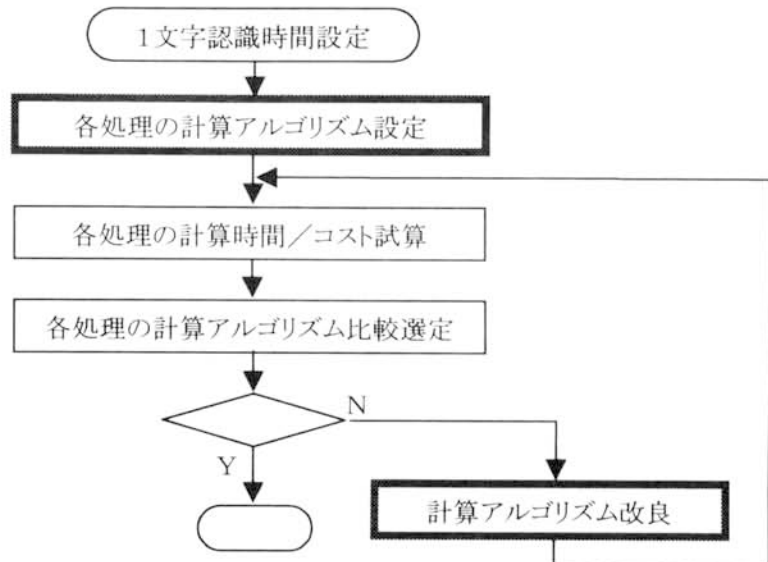 1文字認識時間設定
各処理の計算アルゴリズム設定
各処理の計算時間／コスト試算
各処理の計算アルゴリズム比較選定
N
Y
計算アルゴリズム改良